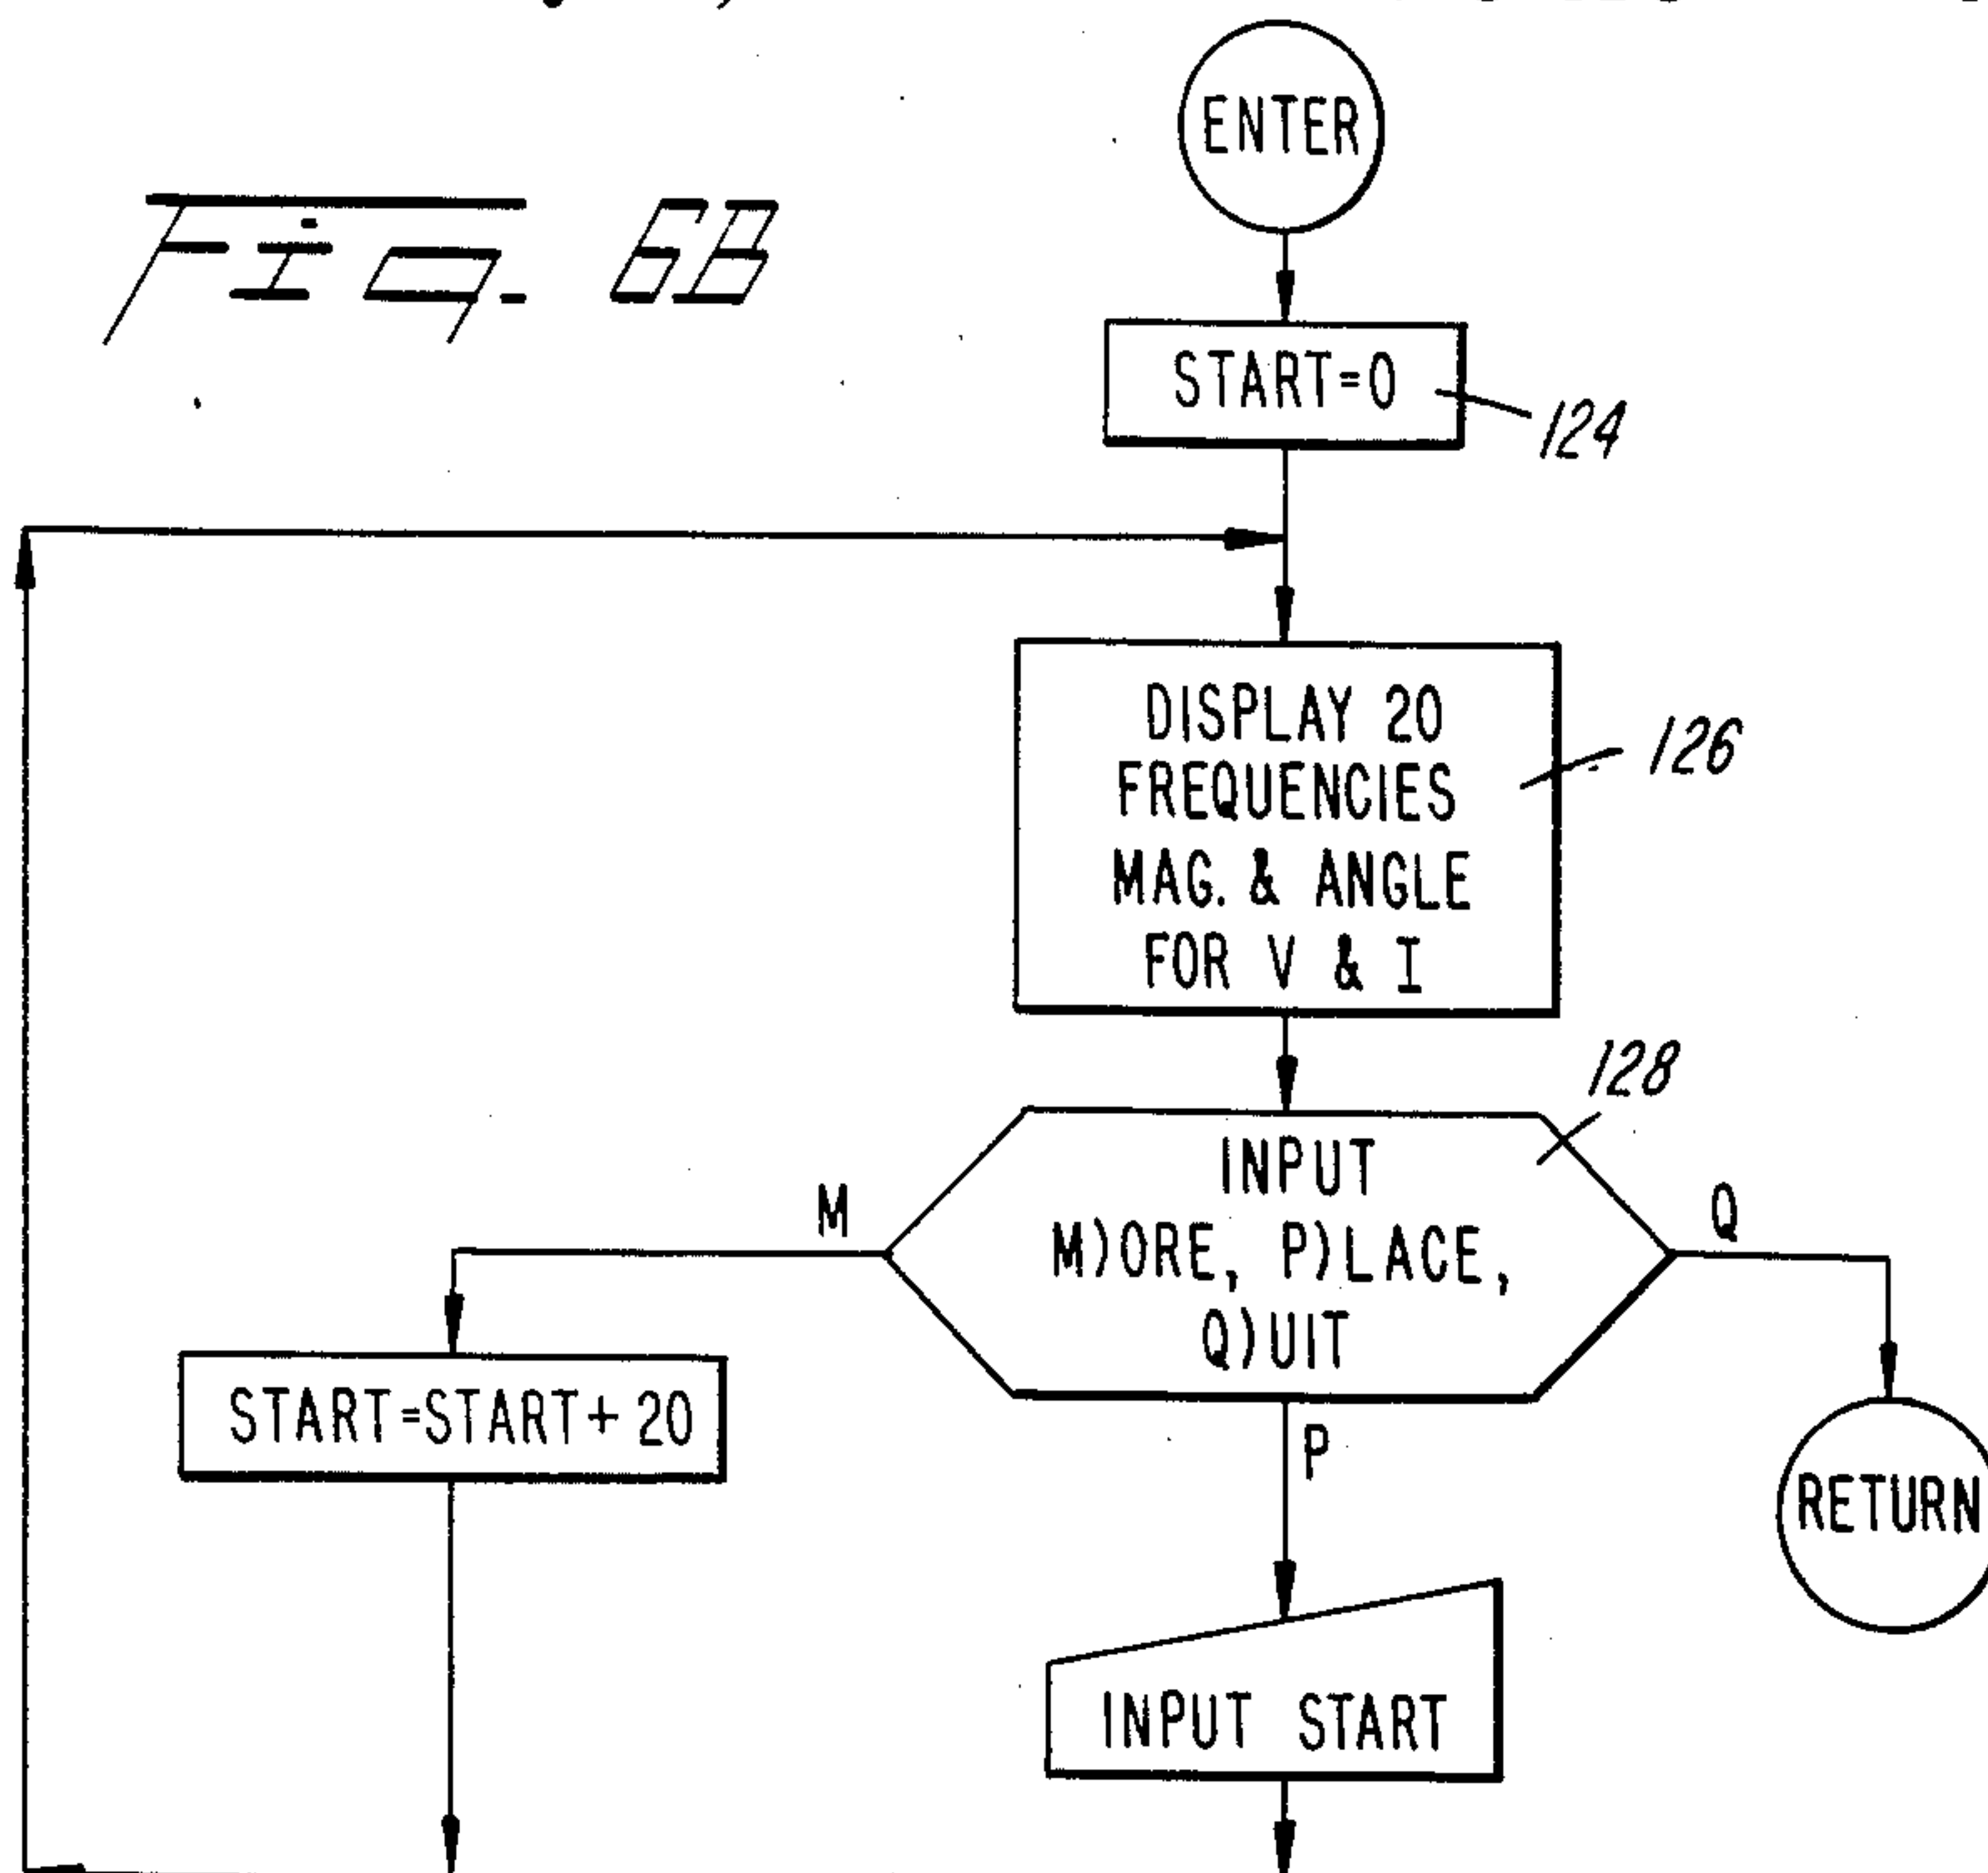 ENTER
Fig. 6B
START=0
124
DISPLAY 20
FREQUENCIES
MAG. & ANGLE
FOR V & I
126
128
INPUT
M)ORE, P)LACE,
Q)UIT
M
Q
START=START+20
P
RETURN
INPUT START